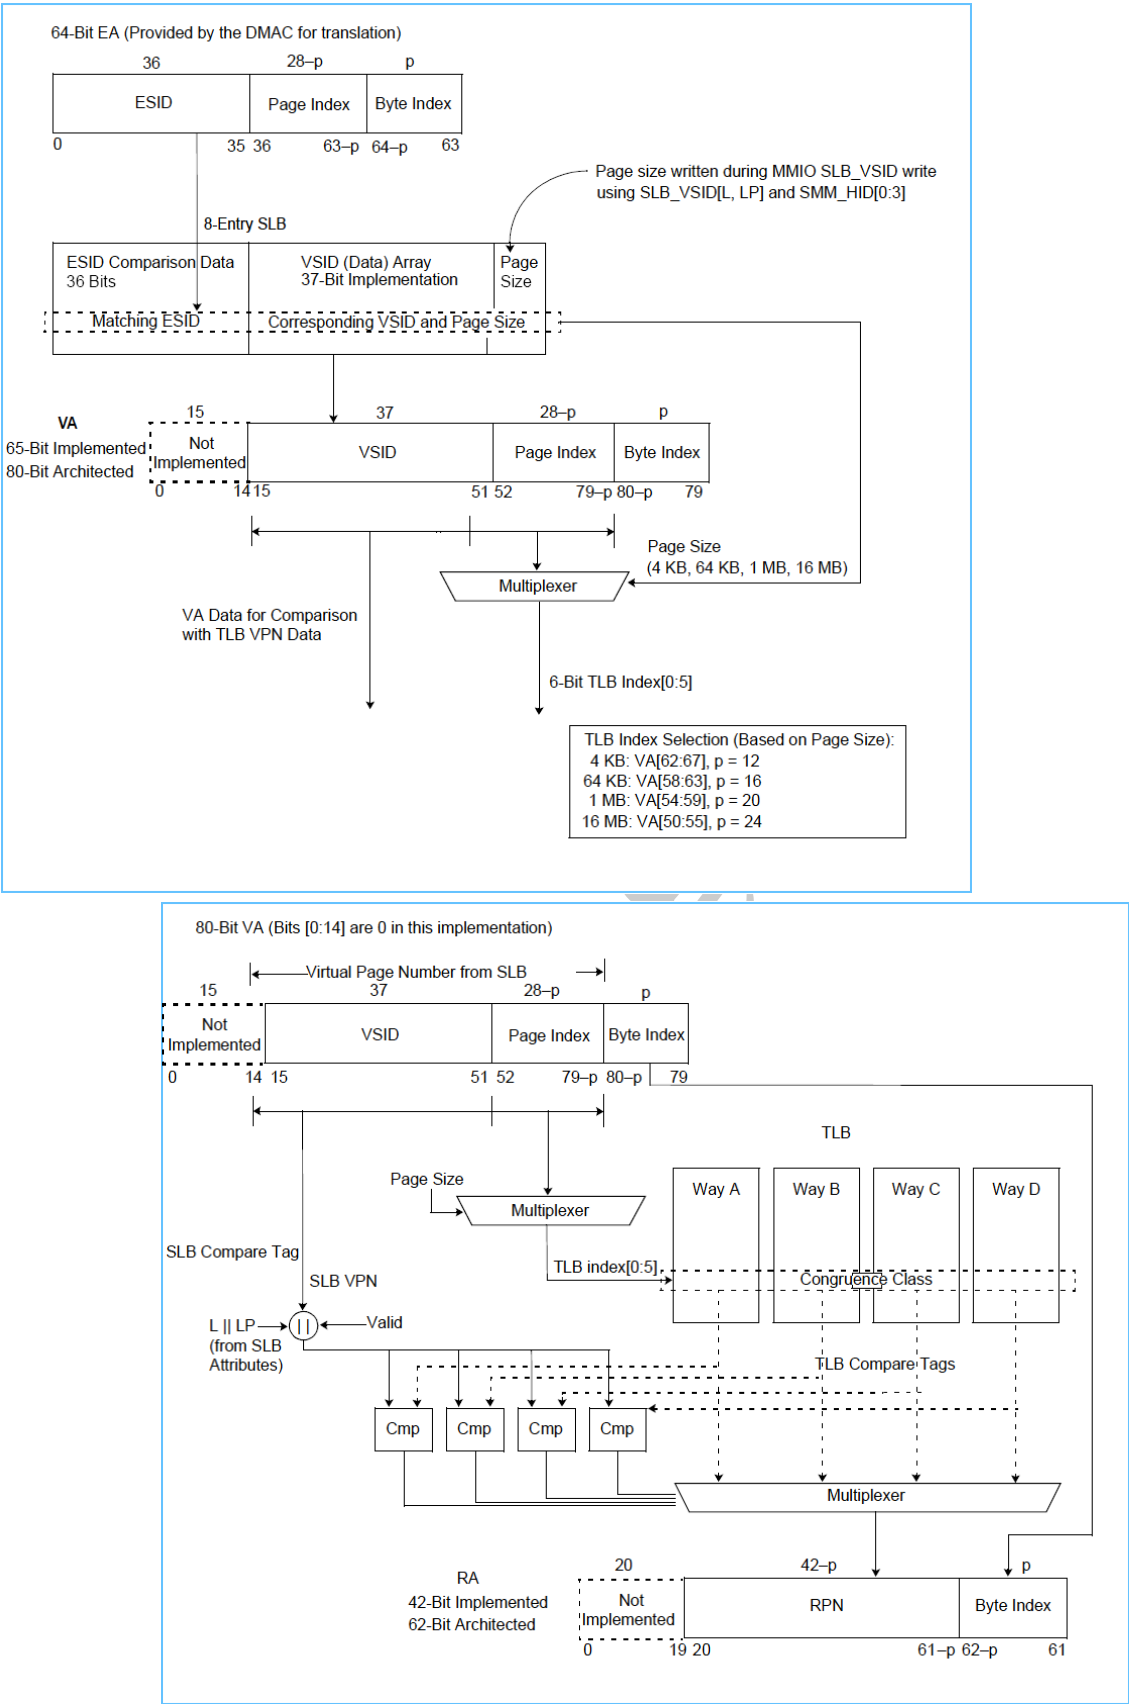 64-Bit EA (Provided by the DMAC for translation)
36 28–p p
ESID Page Index Byte Index
0 35 36 63–p 64–p 63
Page size written during MMIO SLB_VSID write
using SLB_VSID[L, LP] and SMM_HID[0:3]
8-Entry SLB
ESID Comparison Data
36 Bits
VSID (Data) Array
37-Bit Implementation
Page
Size
Matching ESID Corresponding VSID and Page Size
15 37 28–p p
VA
65-Bit Implemented
80-Bit Architected
Not
Implemented
VSID Page Index Byte Index
0 14 15 51 52 79–p 80–p 79
Page Size
(4 KB, 64 KB, 1 MB, 16 MB)
Multiplexer
VA Data for Comparison
with TLB VPN Data
6-Bit TLB Index[0:5]
TLB Index Selection (Based on Page Size):
4 KB: VA[62:67], p = 12
64 KB: VA[58:63], p = 16
1 MB: VA[54:59], p = 20
16 MB: VA[50:55], p = 24
80-Bit VA (Bits [0:14] are 0 in this implementation)
Virtual Page Number from SLB
15 37 28–p p
Not
Implemented
VSID Page Index Byte Index
0 14 15 51 52 79–p 80–p 79
TLB
Page Size
Way A Way B Way C Way D
Multiplexer
SLB Compare Tag
TLB index[0:5]
Congruence Class
SLB VPN
L || LP
(from SLB
Attributes)
||
Valid
TLB Compare Tags
Cmp Cmp Cmp Cmp
Multiplexer
20 42–p p
RA
42-Bit Implemented
62-Bit Architected
Not
Implemented
RPN Byte Index
0 19 20 61–p 62–p 61